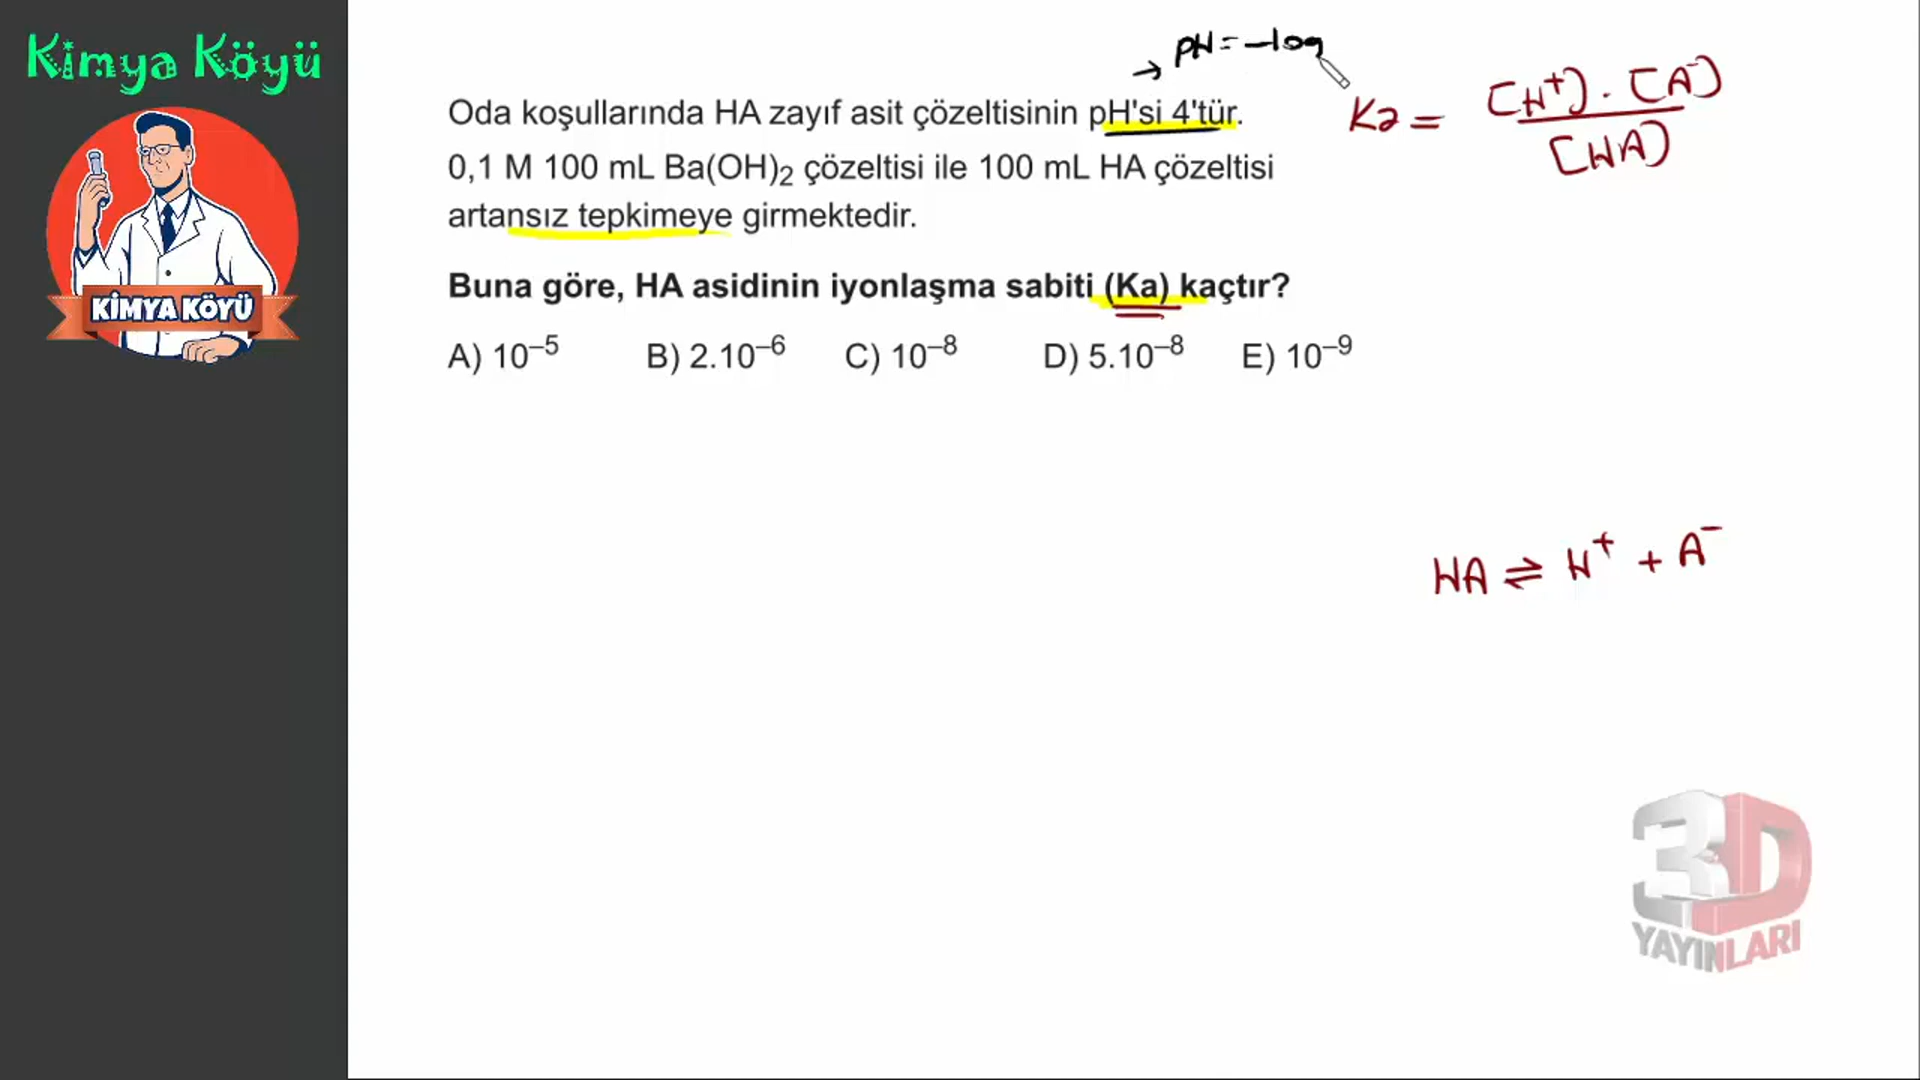 Kimya Köyü
KİMYA KÖYÜ
→ pH = -log
Oda koşullarında HA zayıf asit çözeltisinin pH'si 4'tür.
0,1 M 100 mL Ba(OH)₂ çözeltisi ile 100 mL HA çözeltisi
artansız tepkimeye girmektedir.
Ka = [H⁺] . [A⁻] / [HA]
Buna göre, HA asidinin iyonlaşma sabiti (Ka) kaçtır?
A) 10⁻⁵ B) 2.10⁻⁶ C) 10⁻⁸ D) 5.10⁻⁸ E) 10⁻⁹
HA ⇌ H⁺ + A⁻
3D
YAYINLARI